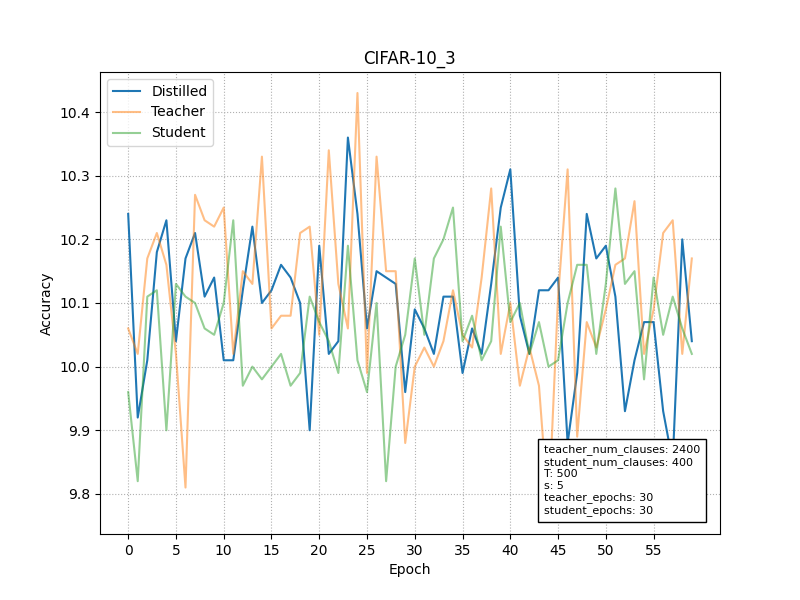 CIFAR-10_3
Distilled
Teacher
Student
10.4
10.3
10.2
10.1
10.0
9.9
9.8
Accuracy
teacher_num_clauses: 2400
student_num_clauses: 400
T: 500
s: 5
teacher_epochs: 30
student_epochs: 30
0 5 10 15 20 25 30 35 40 45 50 55
Epoch